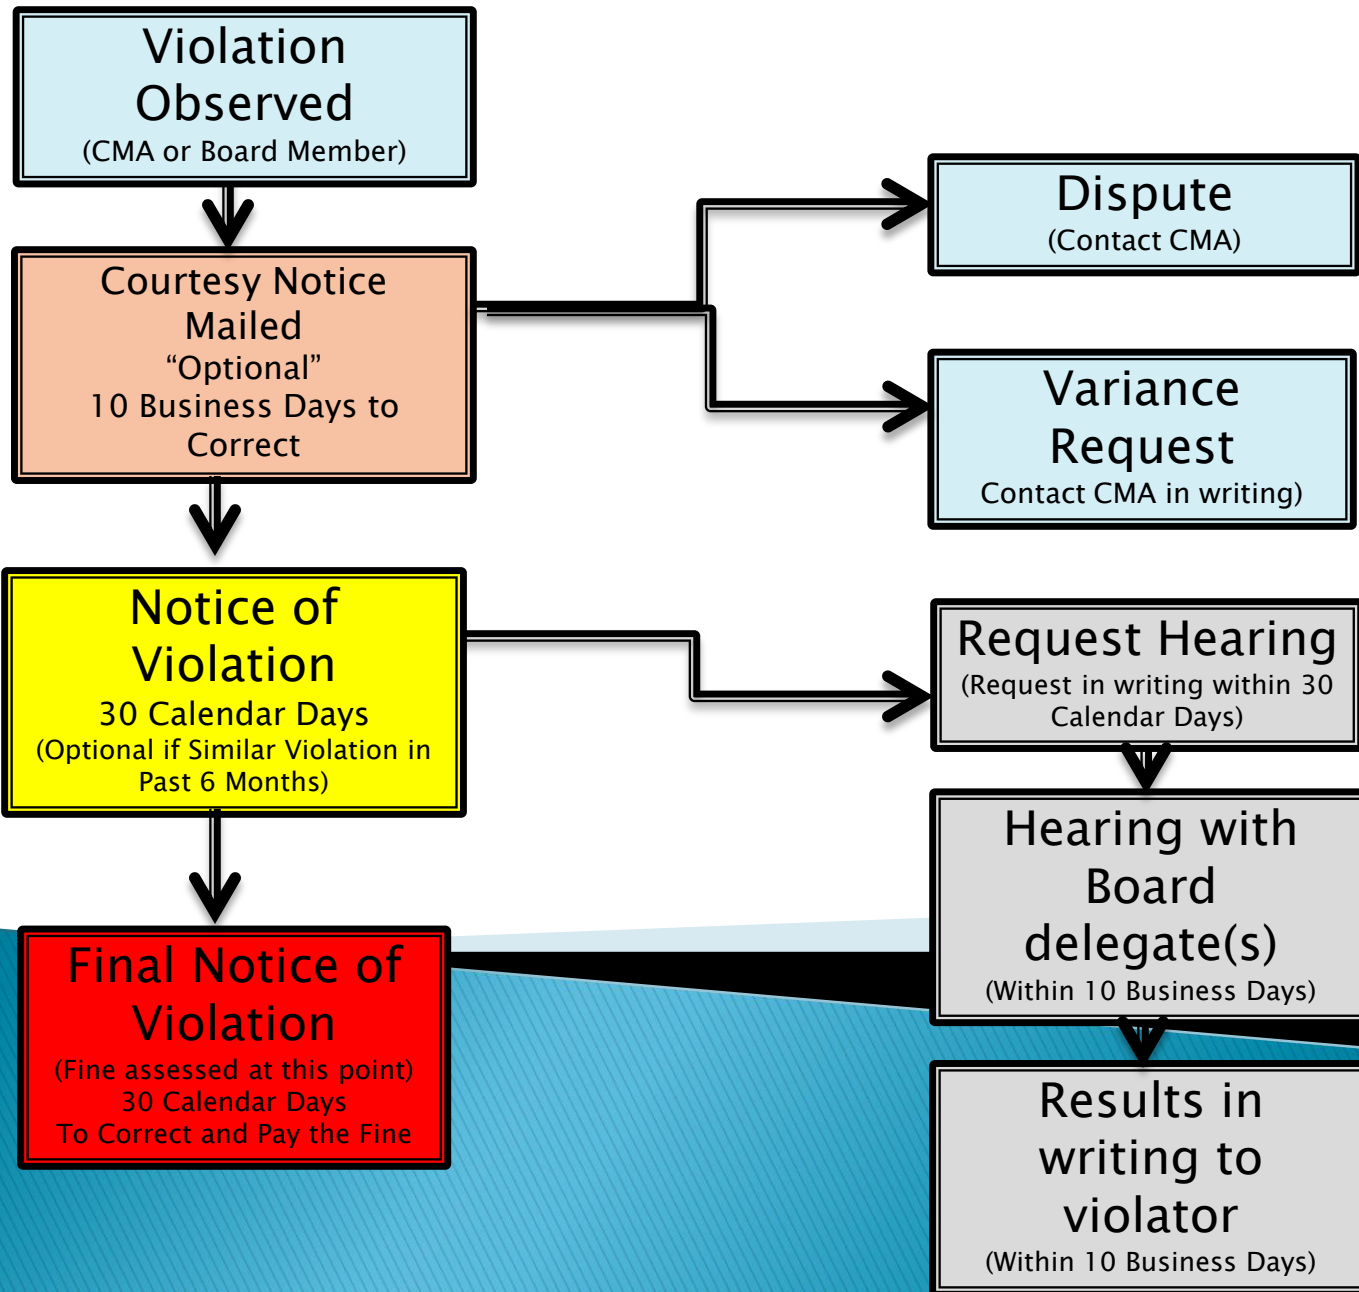 Violation
Observed
(CMA or Board Member)
Courtesy Notice
Mailed
“Optional”
10 Business Days to
Correct
Dispute
(Contact CMA)
Variance
Request
Contact CMA in writing)
Notice of
Violation
30 Calendar Days
(Optional if Similar Violation in
Past 6 Months)
Request Hearing
(Request in writing within 30
Calendar Days)
Hearing with
Board
delegate(s)
(Within 10 Business Days)
Final Notice of
Violation
(Fine assessed at this point)
30 Calendar Days
To Correct and Pay the Fine
Results in
writing to
violator
(Within 10 Business Days)